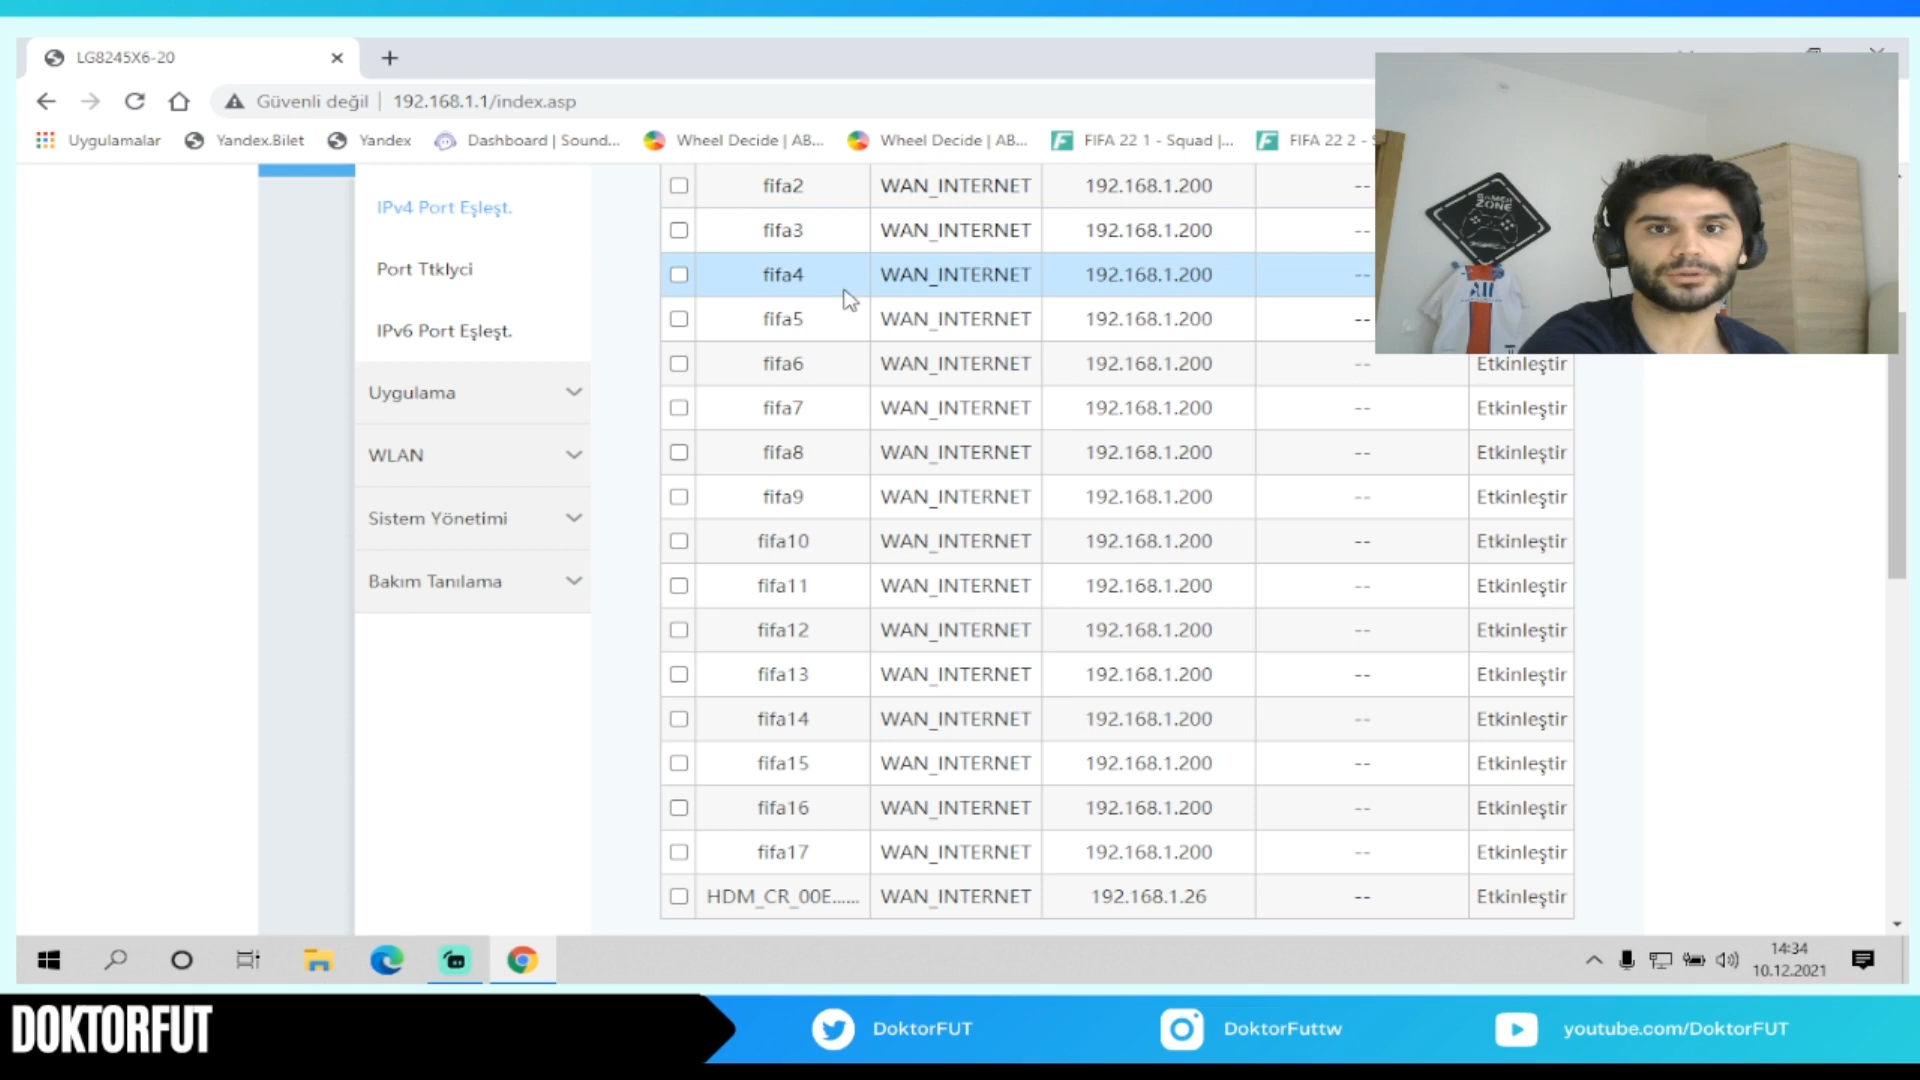 LG8245X6-20
Güvenli değil | 192.168.1.1/index.asp
Uygulamalar Yandex.Bilet Yandex Dashboard | Sound... Wheel Decide | AB... Wheel Decide | AB... FIFA 22 1 - Squad |... FIFA 22 2 -
IPv4 Port Eşleşt.
Port Ttklyci
IPv6 Port Eşleşt.
Uygulama
WLAN
Sistem Yönetimi
Bakım Tanılama
fifa2 WAN_INTERNET 192.168.1.200 --
fifa3 WAN_INTERNET 192.168.1.200 --
fifa4 WAN_INTERNET 192.168.1.200 --
fifa5 WAN_INTERNET 192.168.1.200 --
fifa6 WAN_INTERNET 192.168.1.200 -- Etkinleştir
fifa7 WAN_INTERNET 192.168.1.200 -- Etkinleştir
fifa8 WAN_INTERNET 192.168.1.200 -- Etkinleştir
fifa9 WAN_INTERNET 192.168.1.200 -- Etkinleştir
fifa10 WAN_INTERNET 192.168.1.200 -- Etkinleştir
fifa11 WAN_INTERNET 192.168.1.200 -- Etkinleştir
fifa12 WAN_INTERNET 192.168.1.200 -- Etkinleştir
fifa13 WAN_INTERNET 192.168.1.200 -- Etkinleştir
fifa14 WAN_INTERNET 192.168.1.200 -- Etkinleştir
fifa15 WAN_INTERNET 192.168.1.200 -- Etkinleştir
fifa16 WAN_INTERNET 192.168.1.200 -- Etkinleştir
fifa17 WAN_INTERNET 192.168.1.200 -- Etkinleştir
HDM_CR_00E...... WAN_INTERNET 192.168.1.26 -- Etkinleştir
GAMER
ZONE
ALL
14:34
10.12.2021
DOKTORFUT
DoktorFUT
DoktorFuttw
youtube.com/DoktorFUT